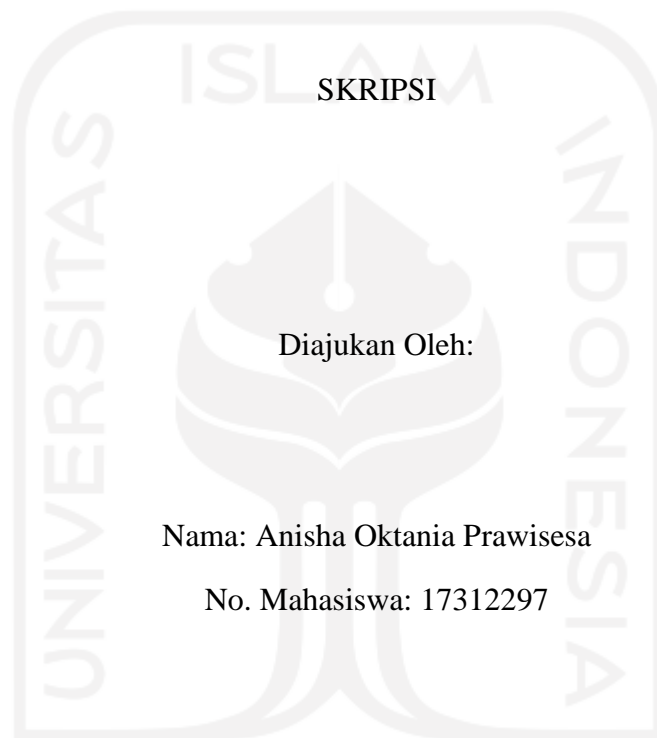 ISLAM
UNIVERSITAS
INDONESIA
SKRIPSI
Diajukan Oleh:
Nama: Anisha Oktania Prawisesa
No. Mahasiswa: 17312297